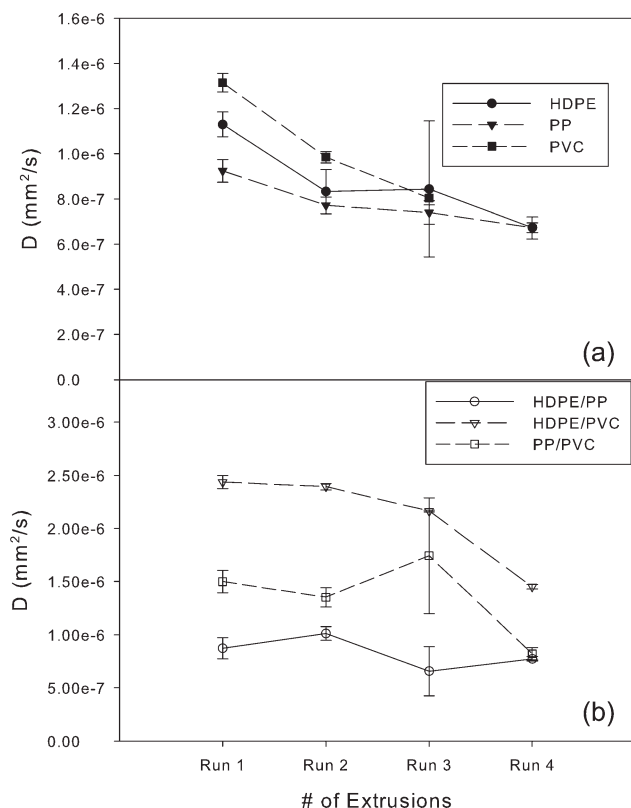 1.6e-6
1.4e-6
1.2e-6
1.0e-6
8.0e-7
6.0e-7
4.0e-7
2.0e-7
0.0
D (mm²/s)
HDPE
PP
PVC
(a)
3.00e-6
2.50e-6
2.00e-6
1.50e-6
1.00e-6
5.00e-7
0.00
D (mm²/s)
HDPE/PP
HDPE/PVC
PP/PVC
(b)
Run 1 Run 2 Run 3 Run 4
# of Extrusions